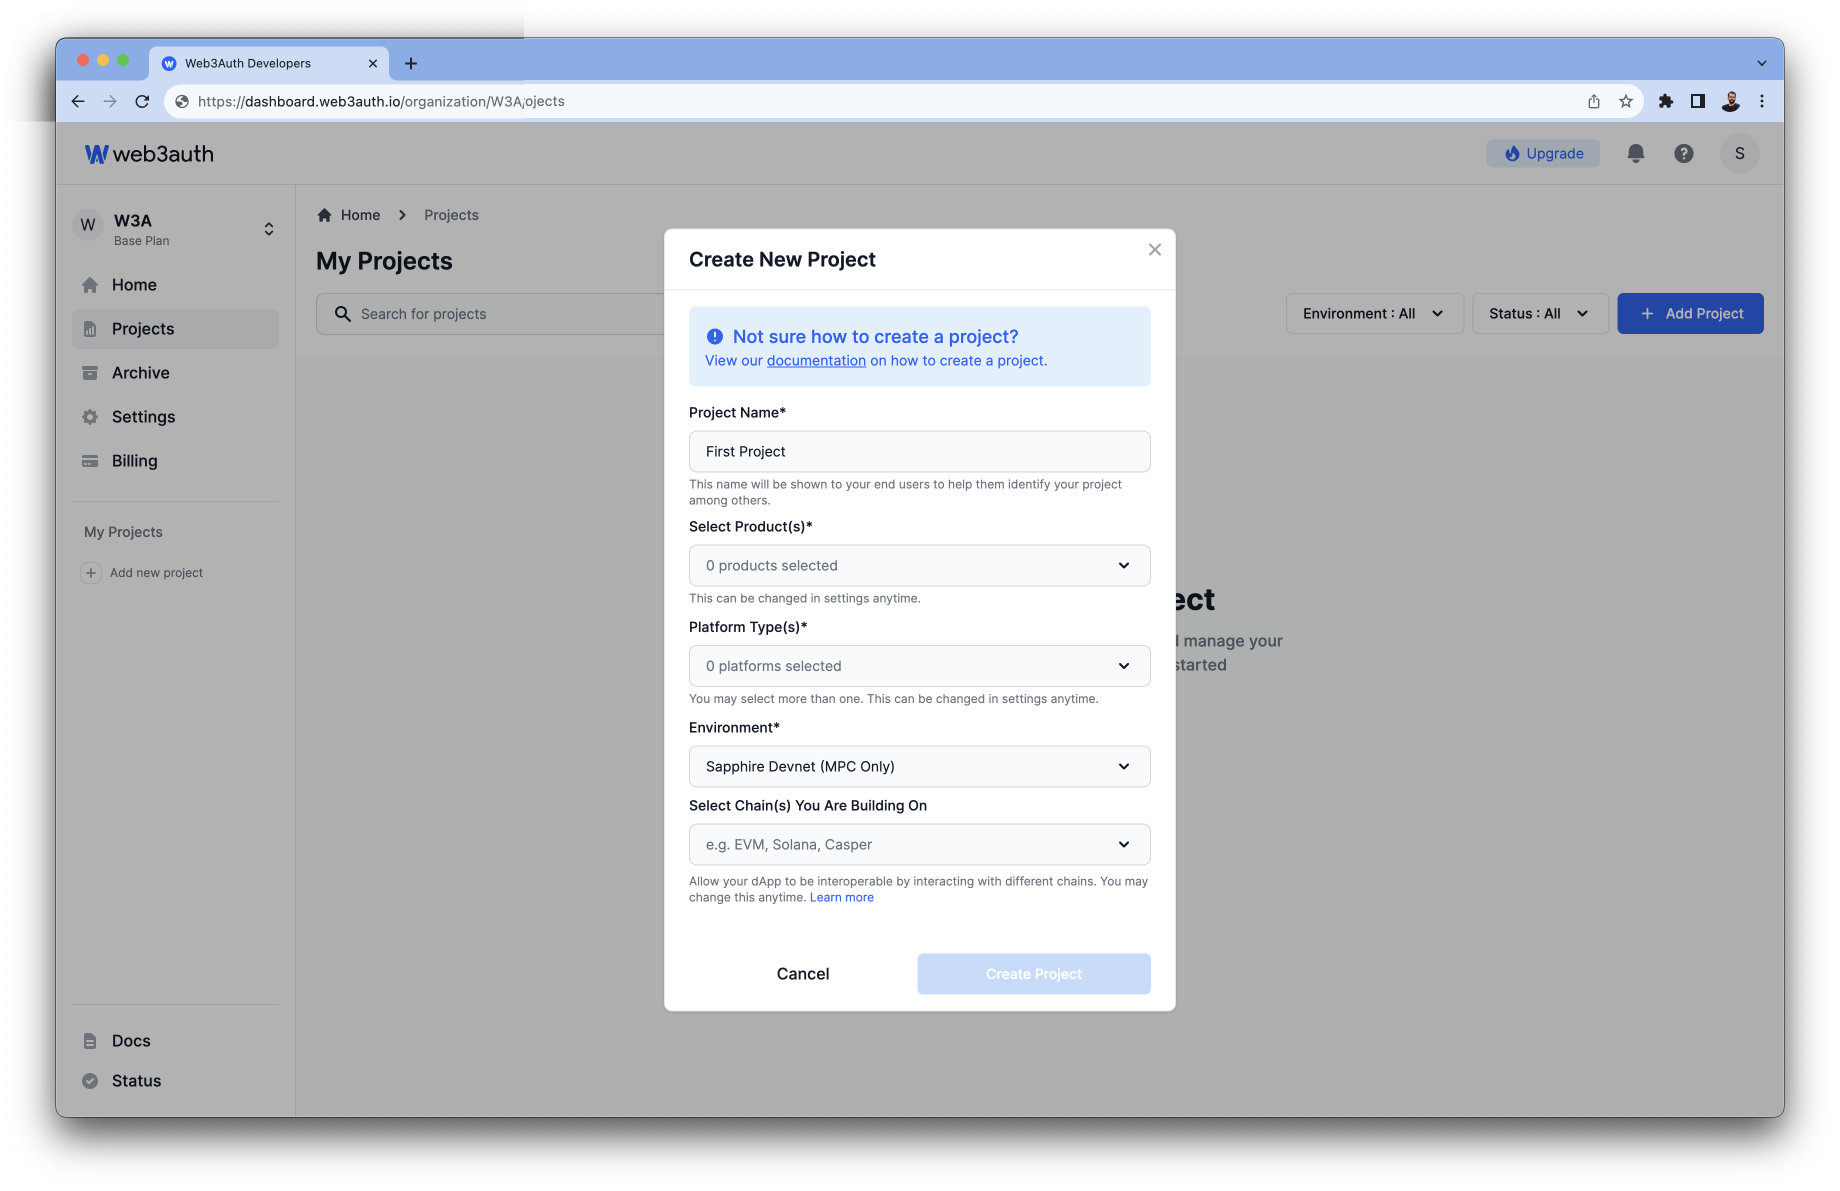 Web3Auth Developers
https://dashboard.web3auth.io/organization/W3A/ojects
web3auth
Upgrade
S
W
W3A
Base Plan
Home
Projects
Archive
Settings
Billing
My Projects
Add new project
Docs
Status
Home
Projects
My Projects
Search for projects
Environment : All
Status : All
Add Project
ect
manage your
started
Create New Project
Not sure how to create a project?
View our documentation on how to create a project.
Project Name*
First Project
This name will be shown to your end users to help them identify your project
among others.
Select Product(s)*
0 products selected
This can be changed in settings anytime.
Platform Type(s)*
0 platforms selected
You may select more than one. This can be changed in settings anytime.
Environment*
Sapphire Devnet (MPC Only)
Select Chain(s) You Are Building On
e.g. EVM, Solana, Casper
Allow your dApp to be interoperable by interacting with different chains. You may
change this anytime. Learn more
Cancel
Create Project